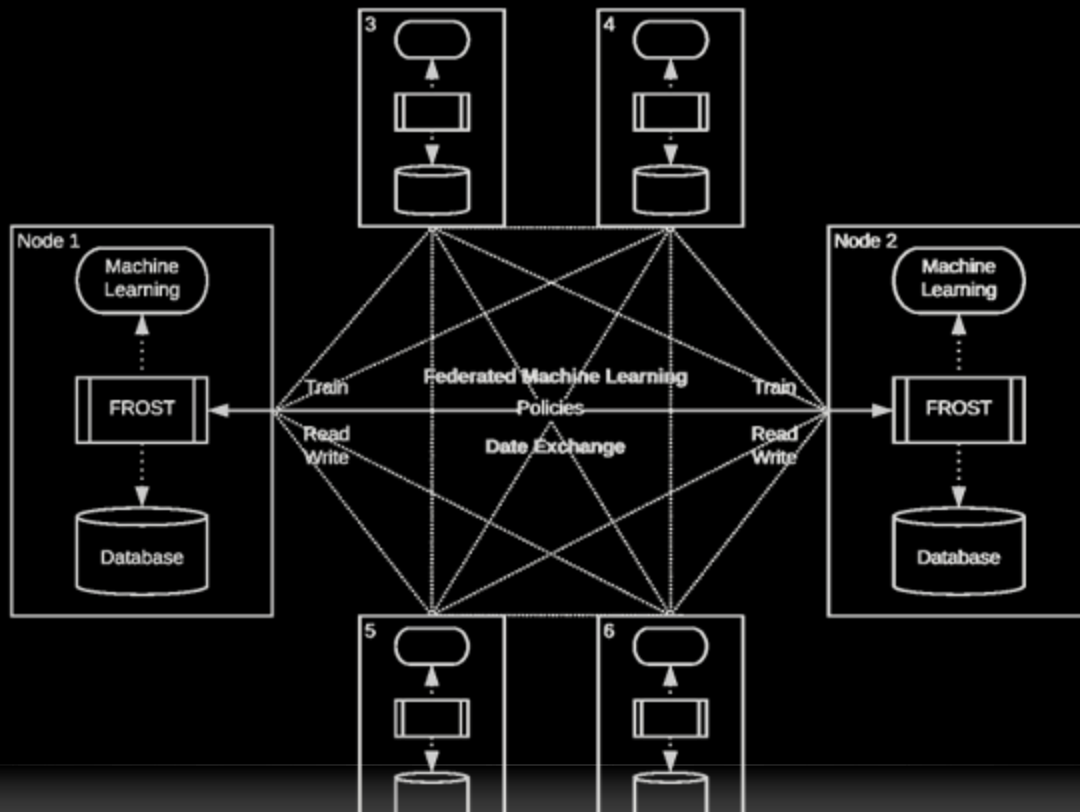 3
4
Node 1
Machine
Learning
FROST
Database
Train
Read
Write
Federated Machine Learning
Policies
Date Exchange
Train
Read
Write
Node 2
Machine
Learning
FROST
Database
5
6